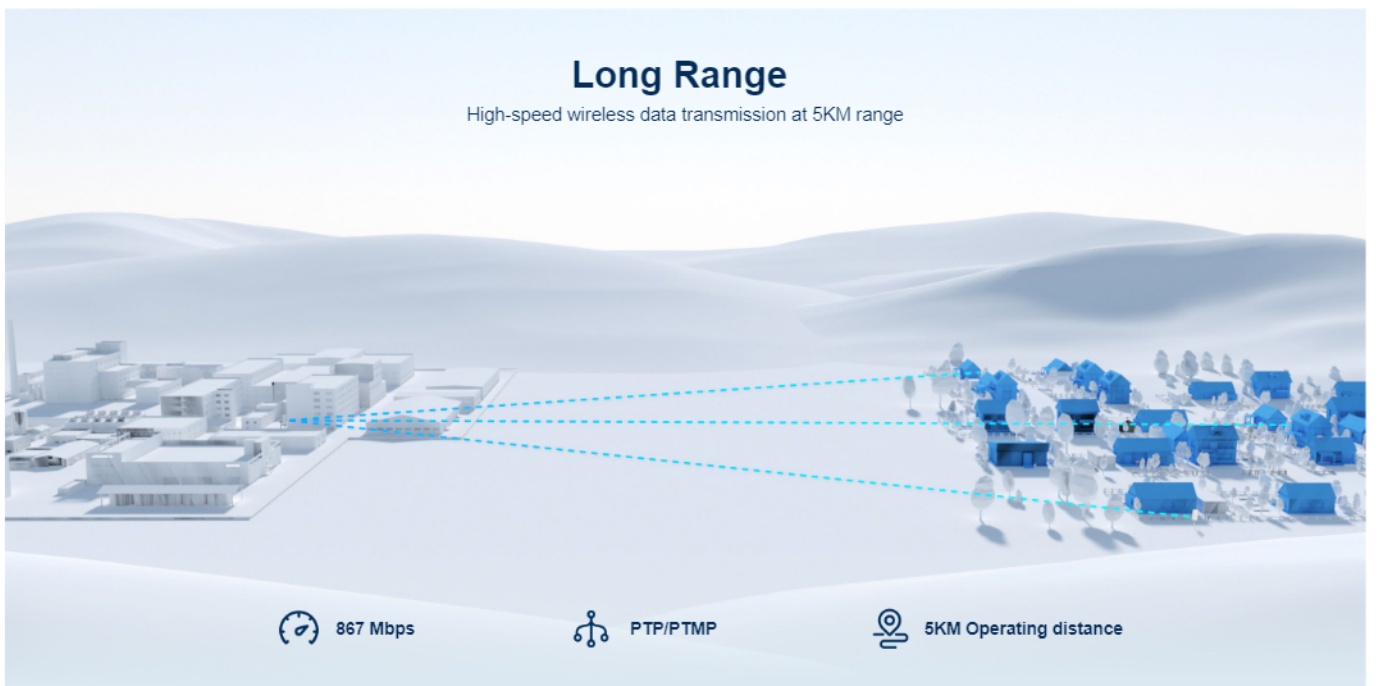 Long Range
High-speed wireless data transmission at 5KM range
867 Mbps
PTP/PTMP
5KM Operating distance